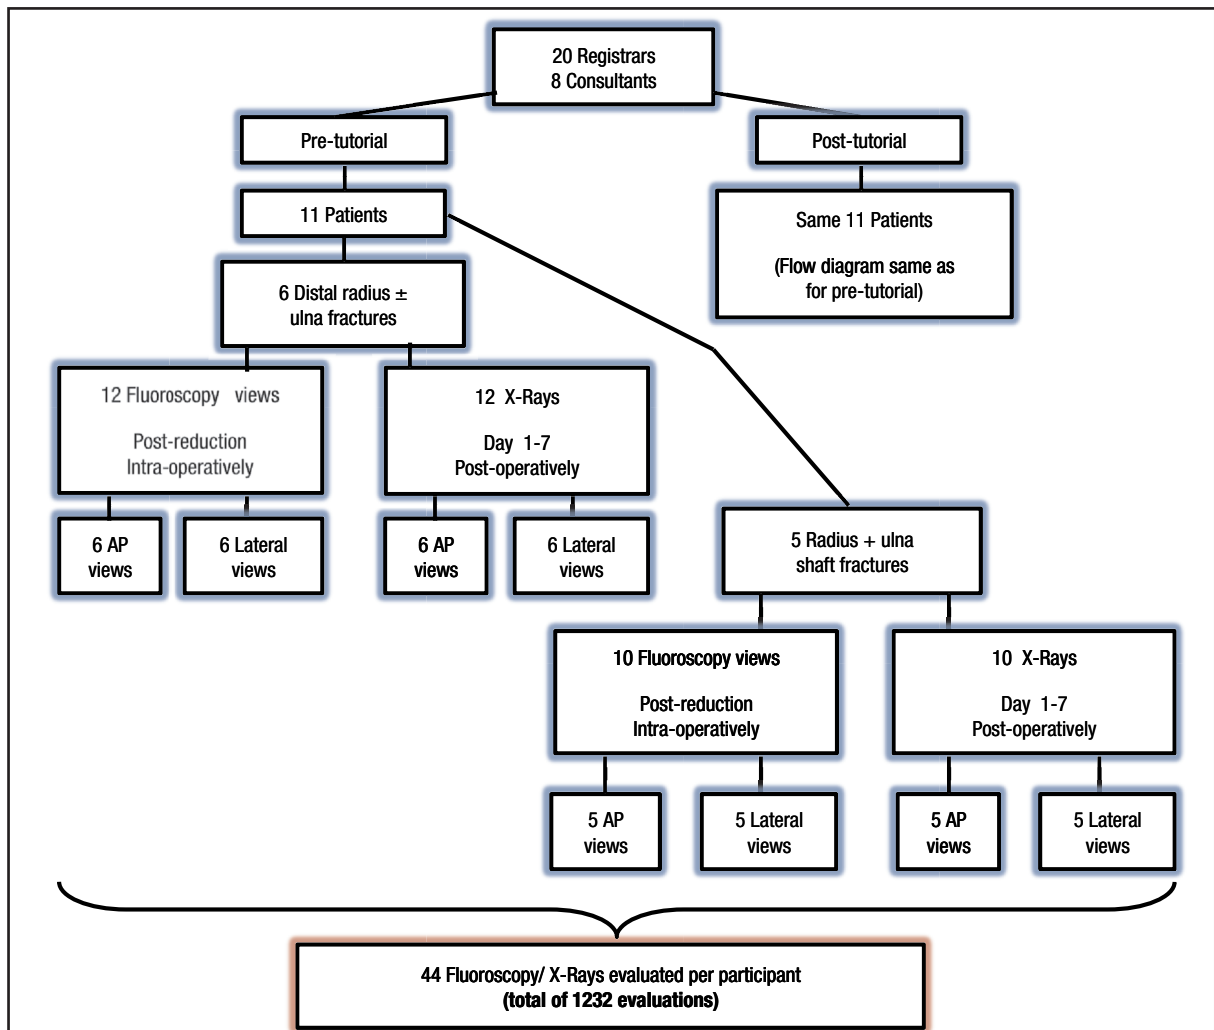 20 Registrars
8 Consultants
Pre-tutorial
Post-tutorial
11 Patients
Same 11 Patients
(Flow diagram same as
for pre-tutorial)
6 Distal radius ±
ulna fractures
12 Fluoroscopy views
Post-reduction
Intra-operatively
12 X-Rays
Day 1-7
Post-operatively
6 AP
views
6 Lateral
views
6 AP
views
6 Lateral
views
5 Radius + ulna
shaft fractures
10 Fluoroscopy views
Post-reduction
Intra-operatively
10 X-Rays
Day 1-7
Post-operatively
5 AP
views
5 Lateral
views
5 AP
views
5 Lateral
views
44 Fluoroscopy/ X-Rays evaluated per participant
(total of 1232 evaluations)